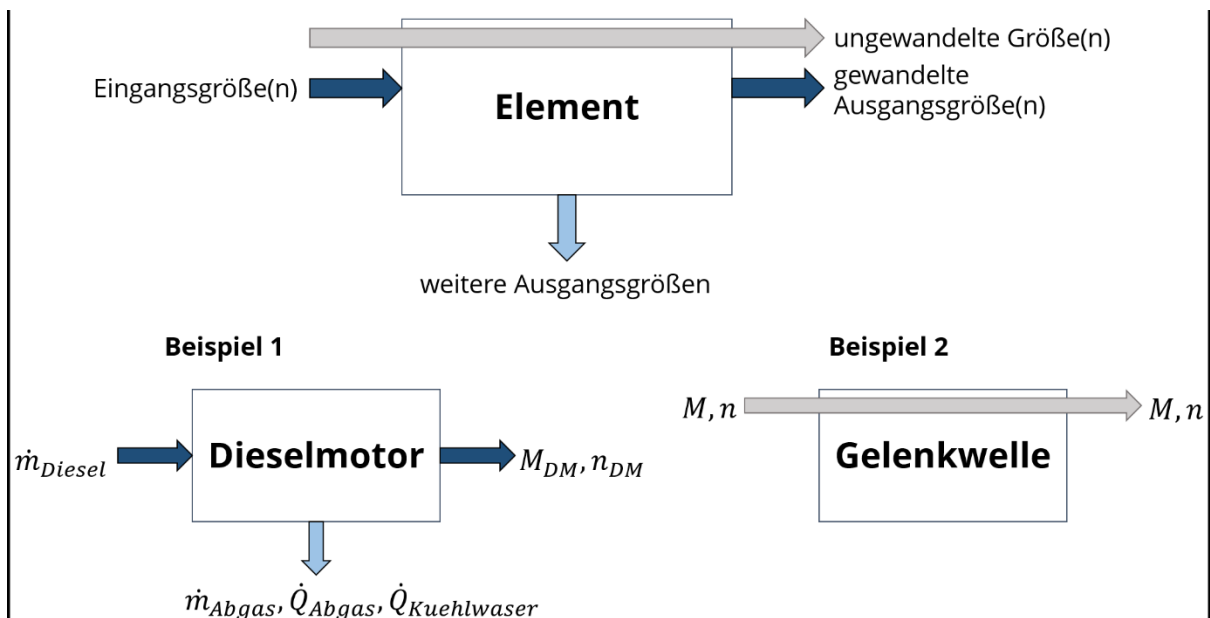 ungewandelte Größe(n)
Eingangsgröße(n)
Element
gewandelte
Ausgangsgröße(n)
weitere Ausgangsgrößen
Beispiel 1
Beispiel 2
ṁ_Diesel
Dieselmotor
M_DM, n_DM
ṁ_Abgas, Q̇_Abgas, Q̇_Kuehlwaser
M, n
Gelenkwelle
M, n